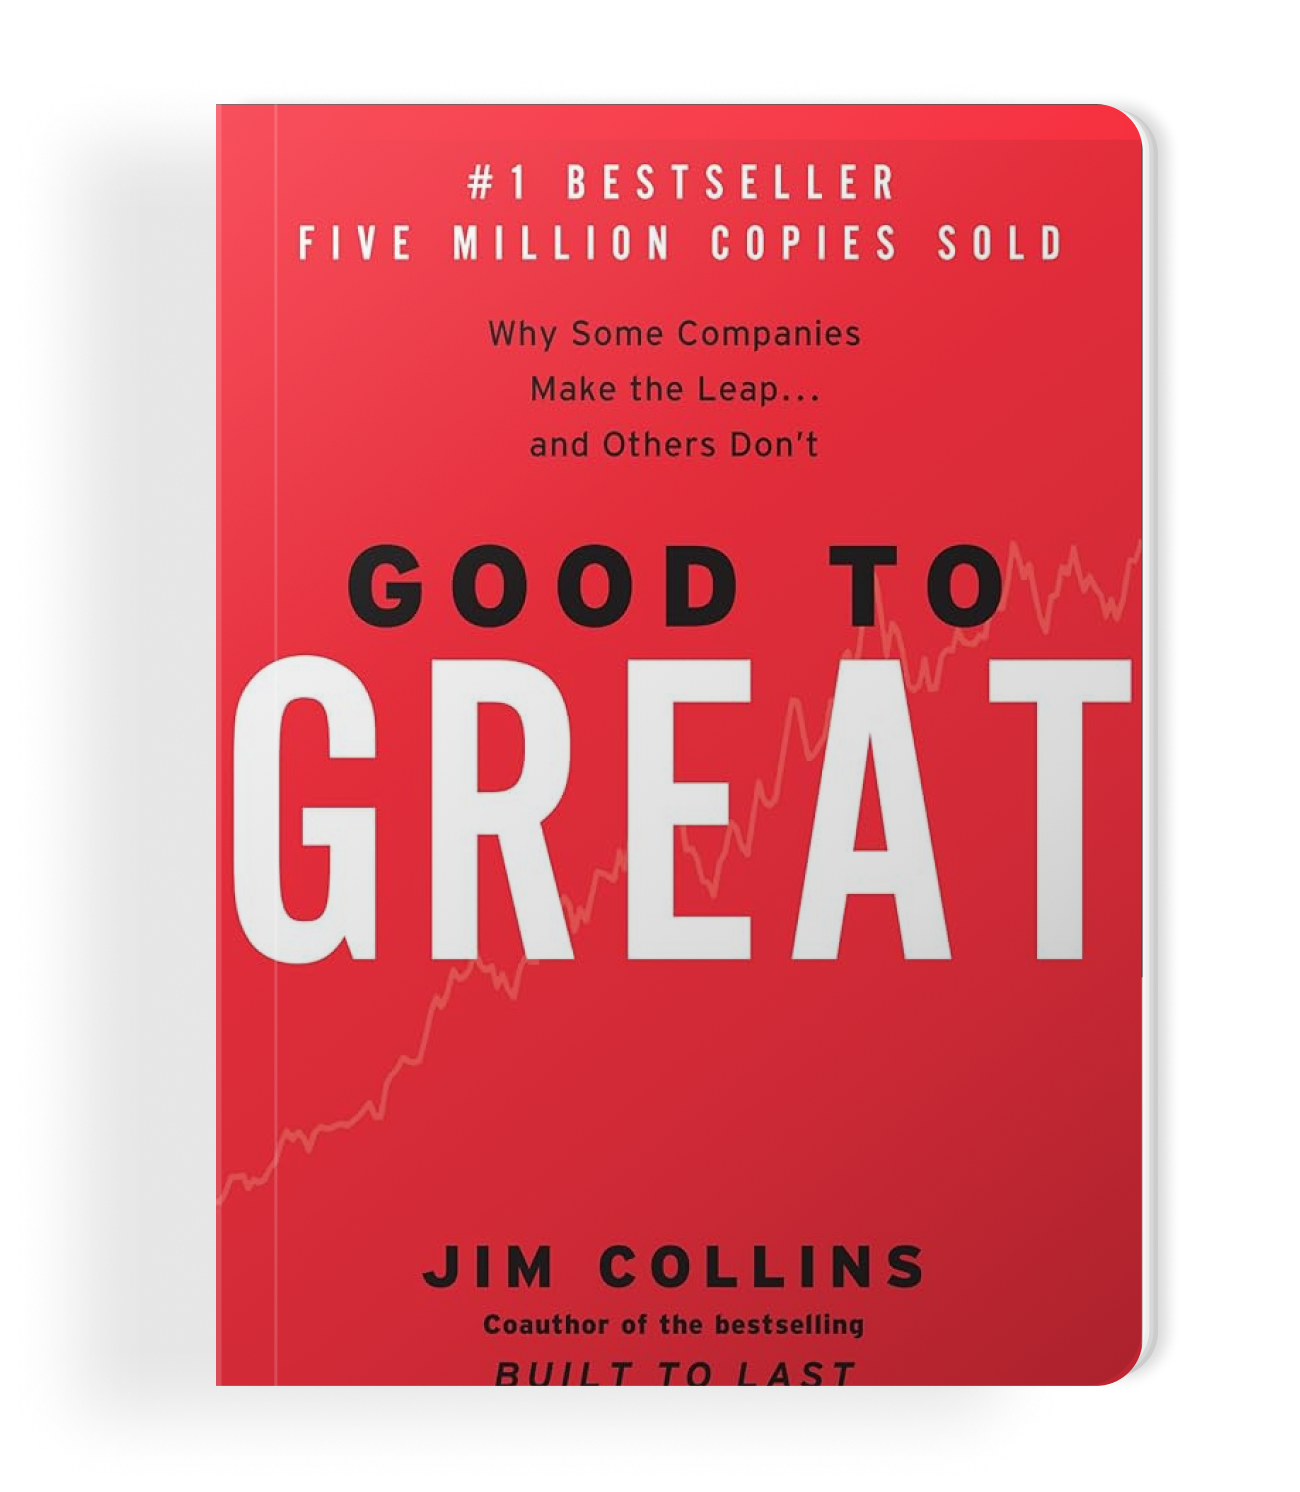 #1 BESTSELLER
FIVE MILLION COPIES SOLD
Why Some Companies
Make the Leap...
and Others Don't
GOOD TO
GREAT
JIM COLLINS
Coauthor of the bestselling
BUILT TO LAST